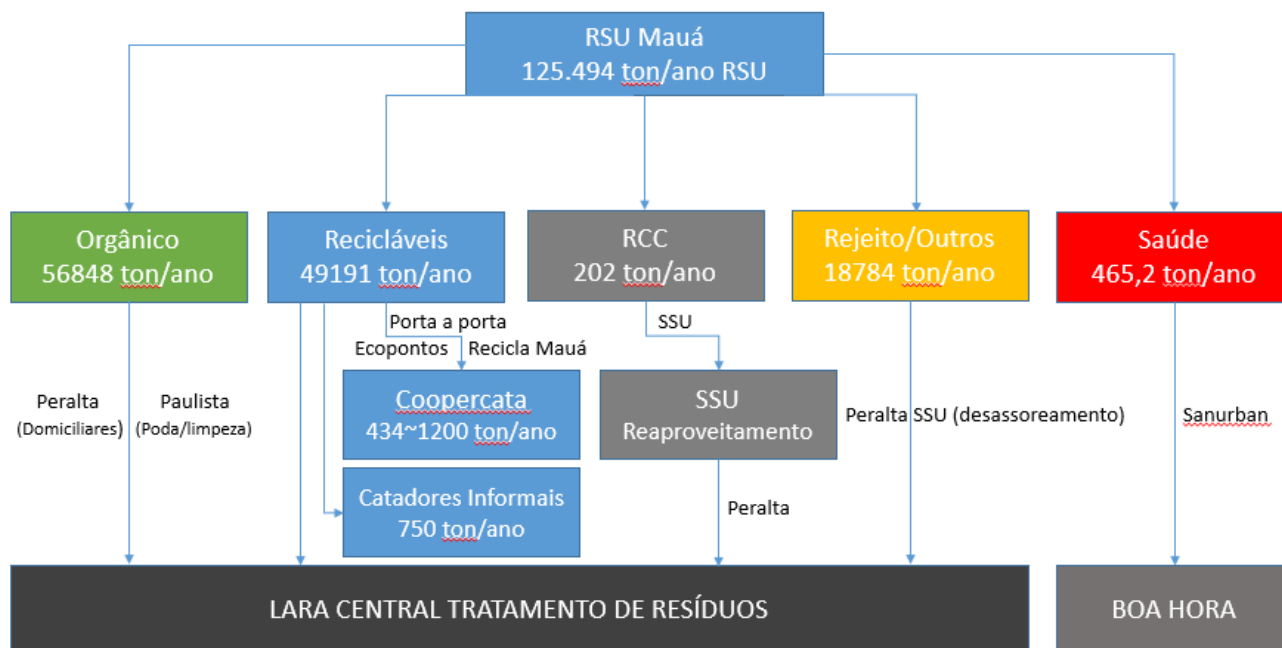 RSU Mauá
125.494 ton/ano RSU
Orgânico
56848 ton/ano
Recicláveis
49191 ton/ano
RCC
202 ton/ano
Rejeito/Outros
18784 ton/ano
Saúde
465,2 ton/ano
Porta a porta
Ecopontos Recicla Mauá
SSU
Peralta
(Domiciliares)
Paulista
(Poda/limpeza)
Coopercata
434~1200 ton/ano
SSU
Reaproveitamento
Peralta SSU (desassoreamento)
Sanurban
Catadores Informais
750 ton/ano
Peralta
LARA CENTRAL TRATAMENTO DE RESÍDUOS
BOA HORA